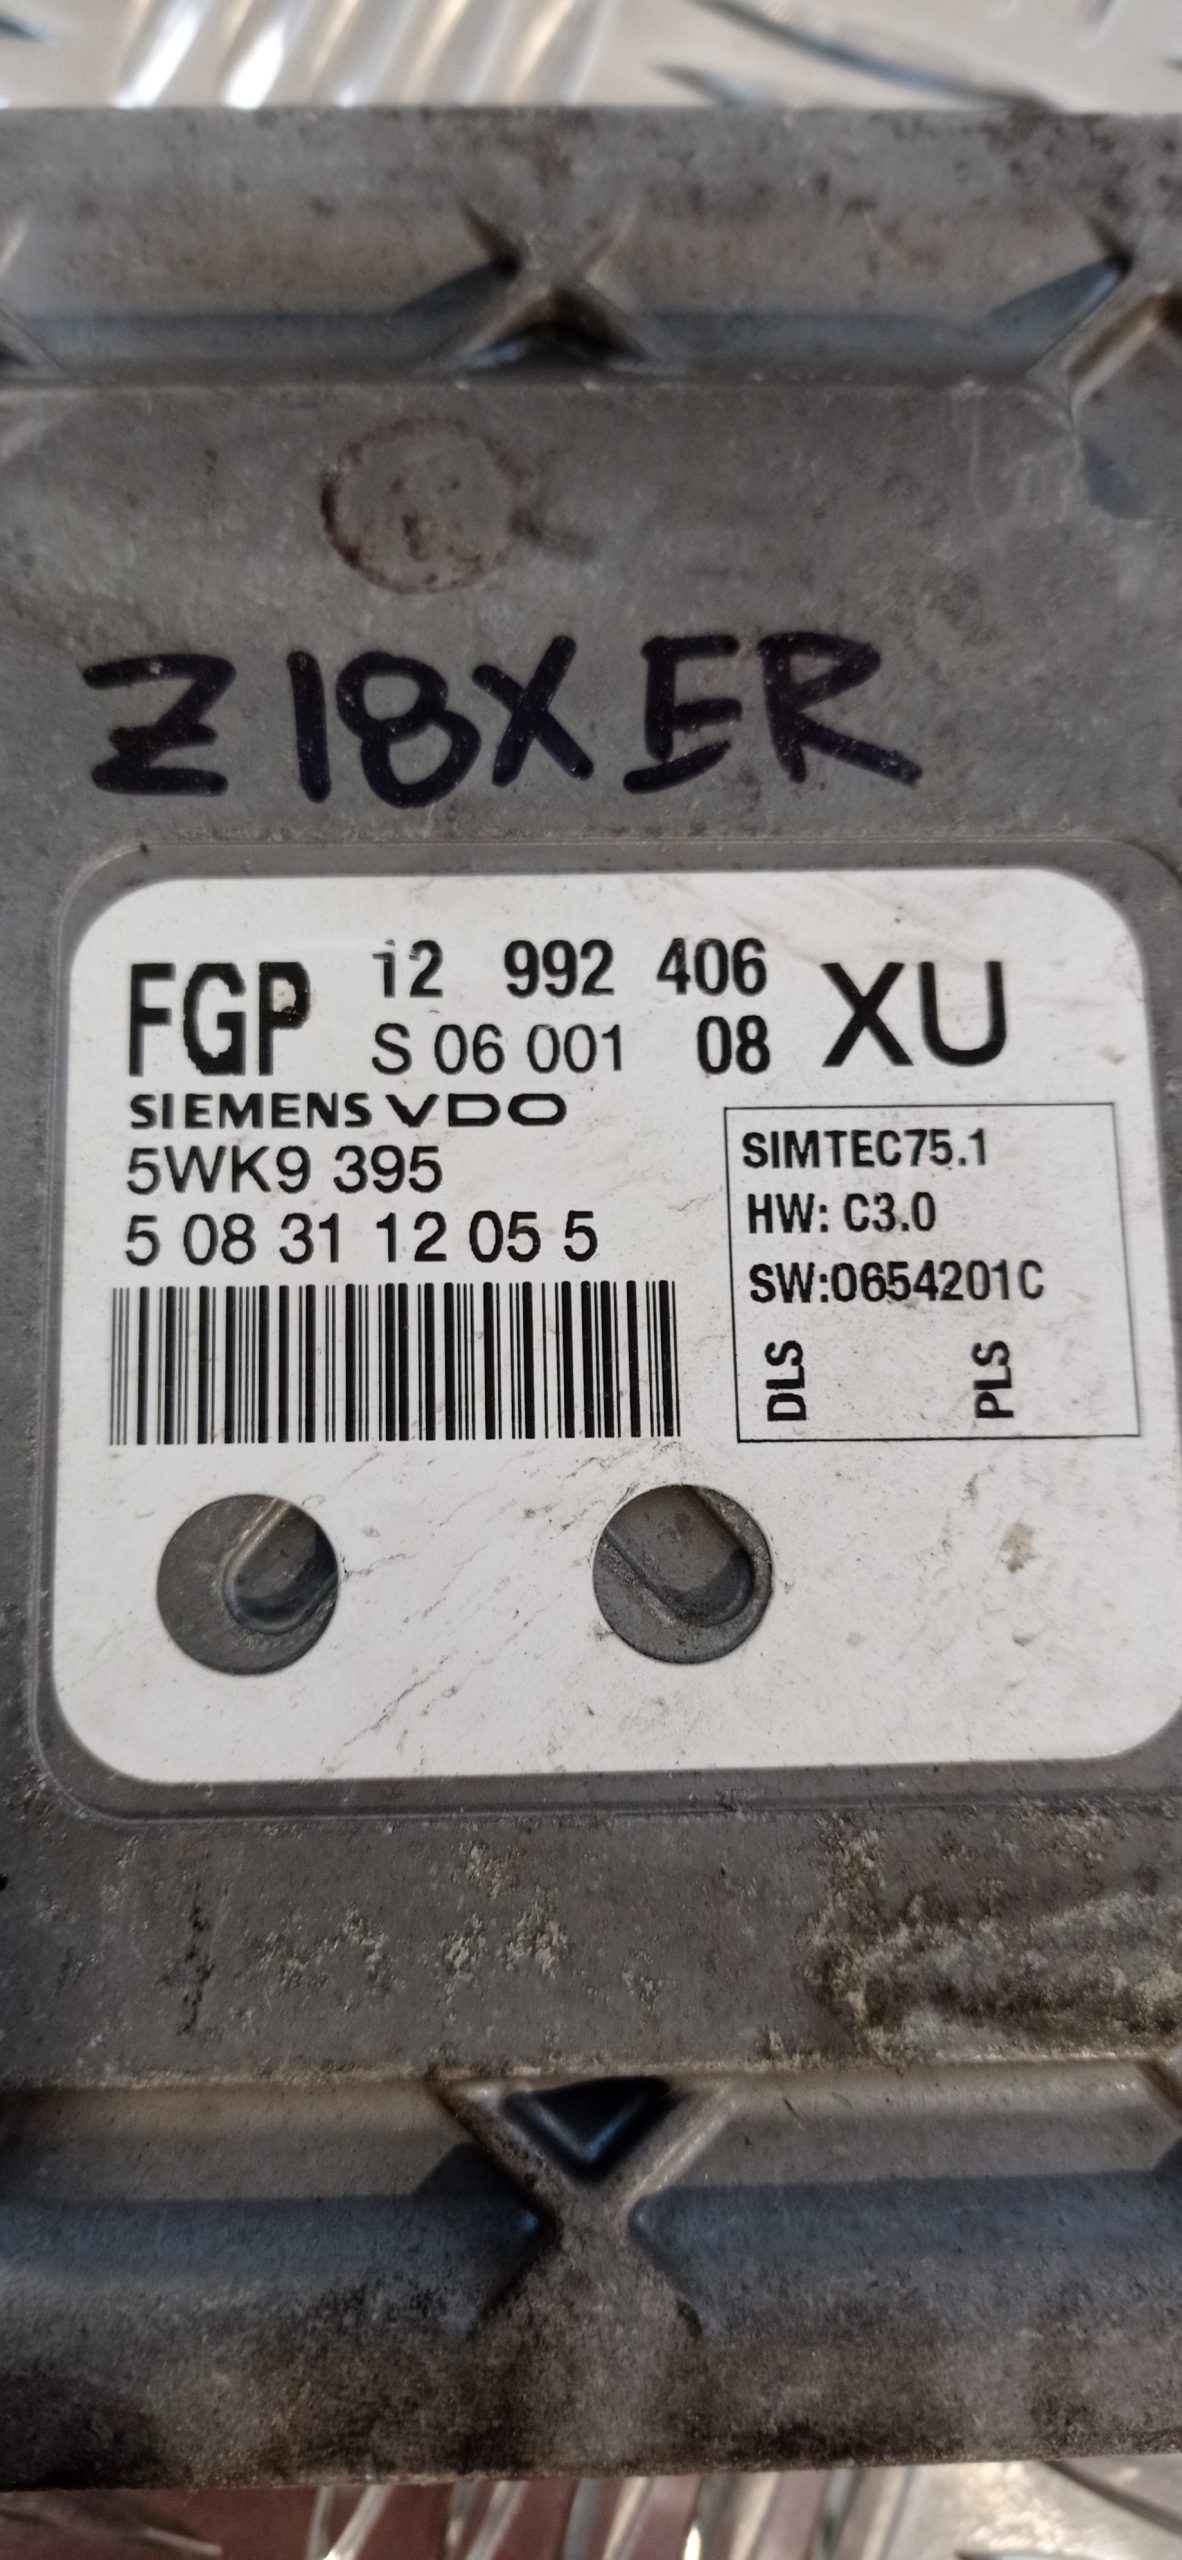 Z18XER
FGP 12 992 406 XU
S 06 001 08
SIEMENS VDO
5WK9 395
5 08 31 12 05 5
SIMTEC75.1
HW: C3.0
SW:0654201C
DLS PLS